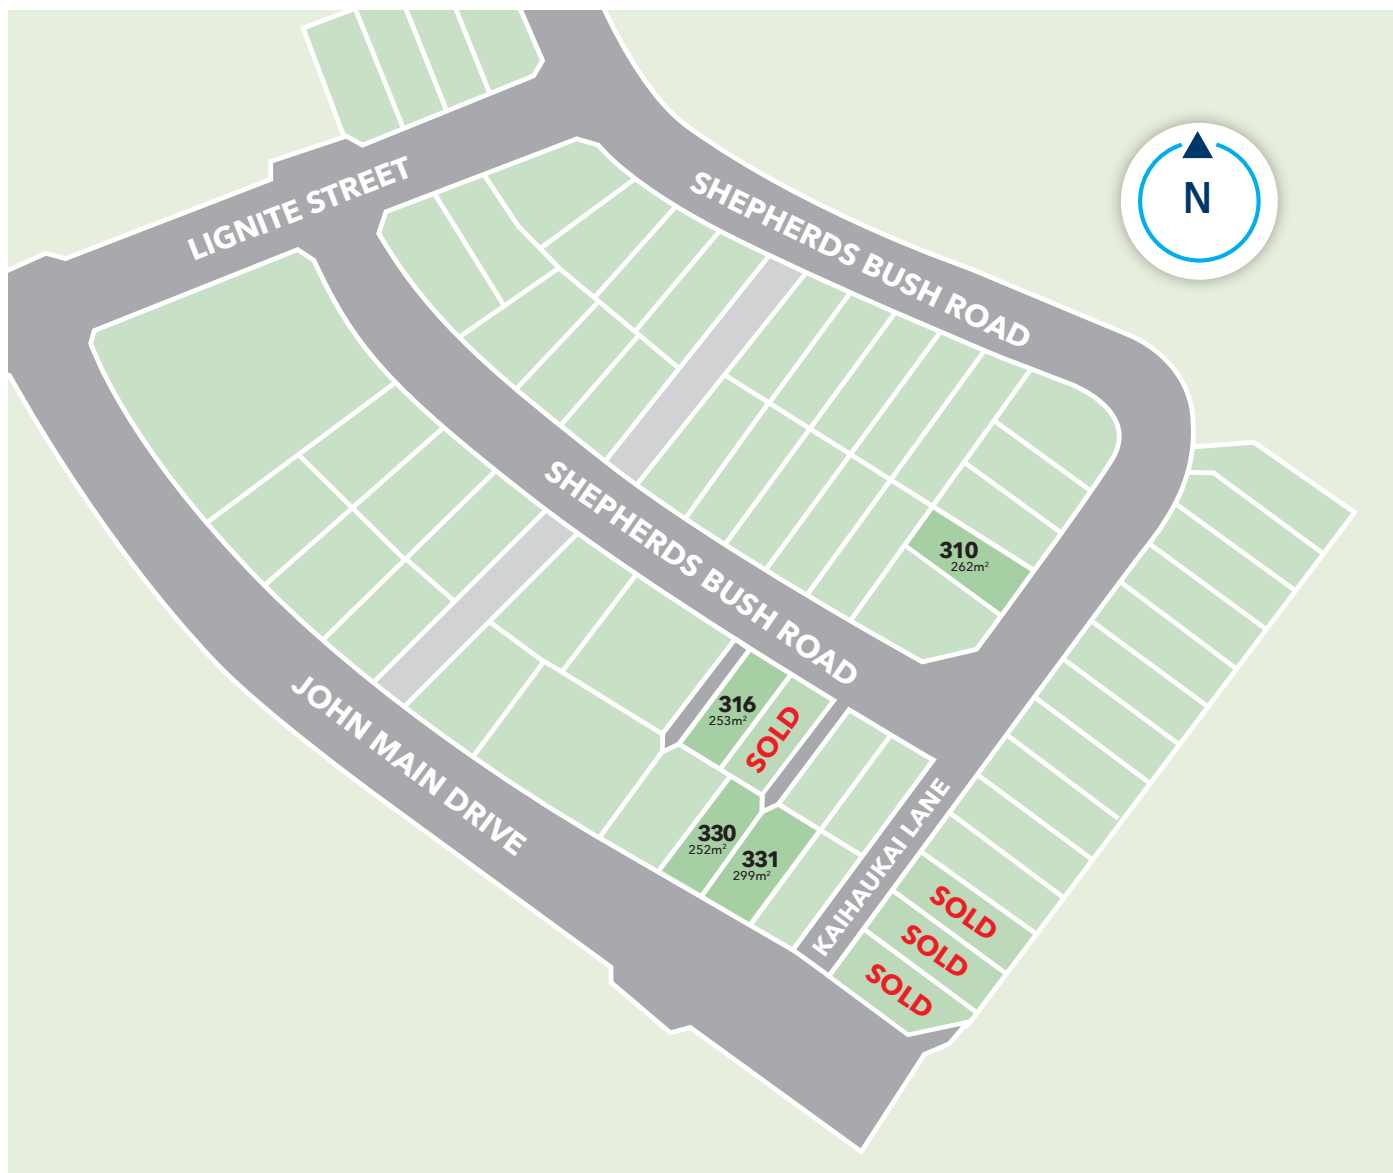 LIGNITE STREET
SHEPHERDS BUSH ROAD
N
SHEPHERDS BUSH ROAD
310
262m²
316
253m²
SOLD
JOHN MAIN DRIVE
330
252m²
331
299m²
KAIHAUKAI LANE
SOLD
SOLD
SOLD